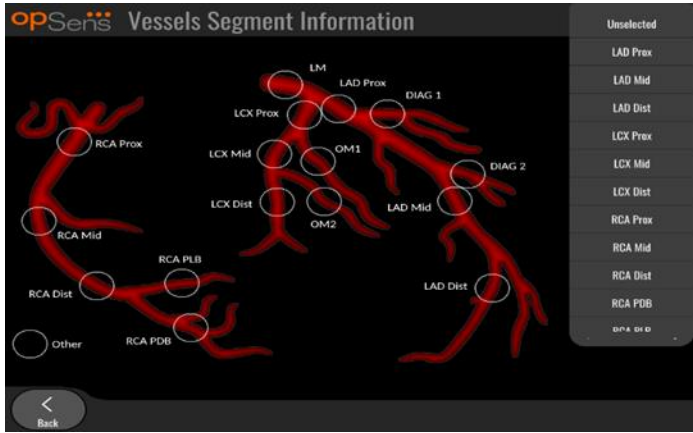 opSens Vessels Segment Information
LM
LAD Prox
DIAG 1
LCX Prox
RCA Prox
OM1
LCX Mid
DIAG 2
LCX Dist
LAD Mid
OM2
RCA Mid
RCA PLB
RCA Dist
LAD Dist
RCA PDB
Other
Back
Unselected
LAD Prox
LAD Mid
LAD Dist
LCX Prox
LCX Mid
LCX Dist
RCA Prox
RCA Mid
RCA Dist
RCA PDB
RCA PLB